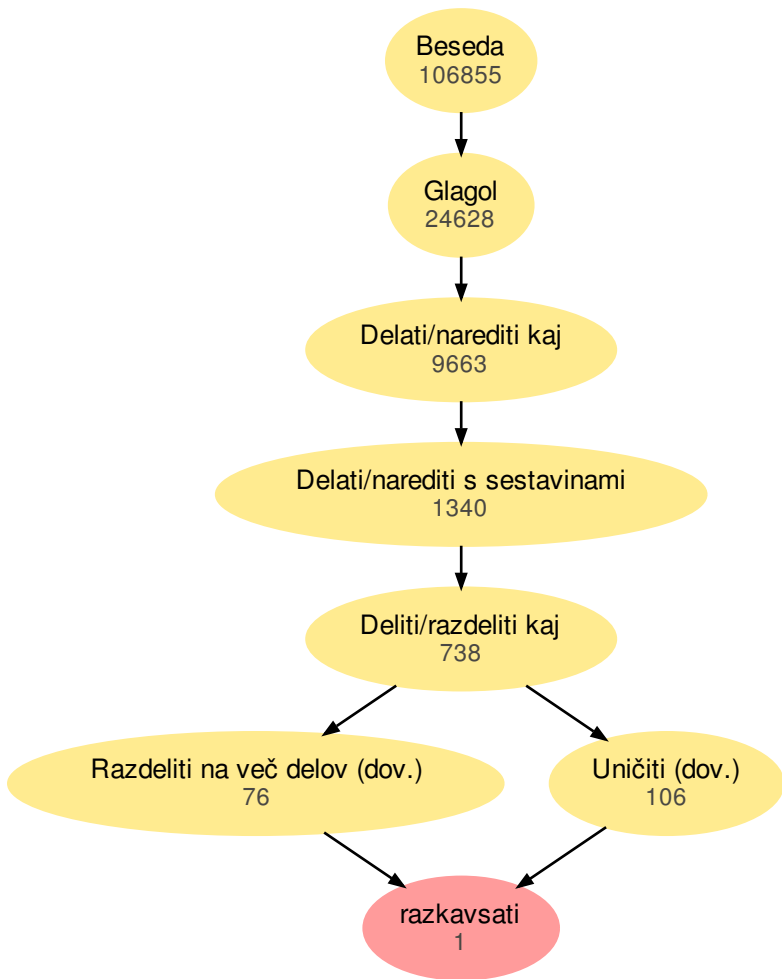 Beseda
106855
Glagol
24628
Delati/narediti kaj
9663
Delati/narediti s sestavinami
1340
Deliti/razdeliti kaj
738
Razdeliti na več delov (dov.)
76
Uničiti (dov.)
106
razkavsati
1